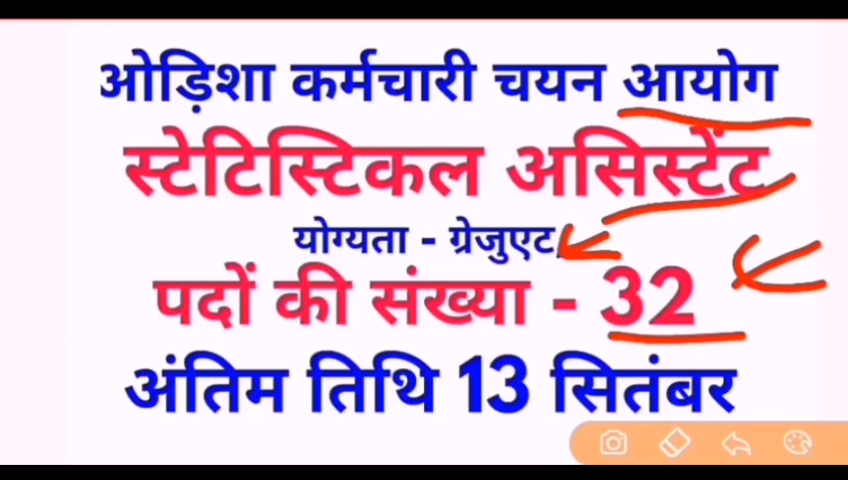 ओड़िशा कर्मचारी चयन आयोग
स्टेटिस्टिकल असिस्टेंट
योग्यता - ग्रेजुएट
पदों की संख्या - 32
अंतिम तिथि 13 सितंबर